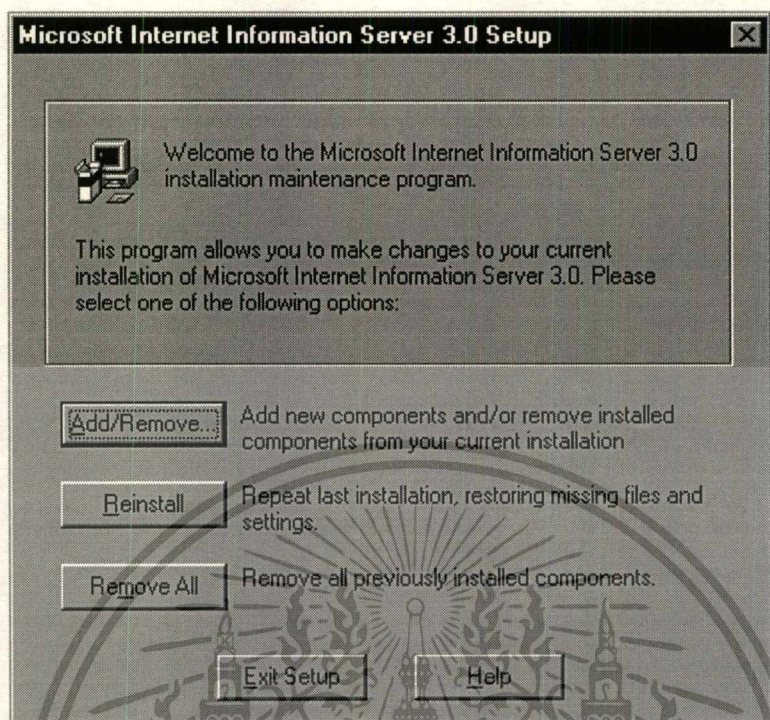 Microsoft Internet Information Server 3.0 Setup
Welcome to the Microsoft Internet Information Server 3.0
installation maintenance program.
This program allows you to make changes to your current
installation of Microsoft Internet Information Server 3.0. Please
select one of the following options:
Add/Remove...
Add new components and/or remove installed
components from your current installation
Reinstall
Repeat last installation, restoring missing files and
settings.
Remove All
Remove all previously installed components.
Exit Setup
Help